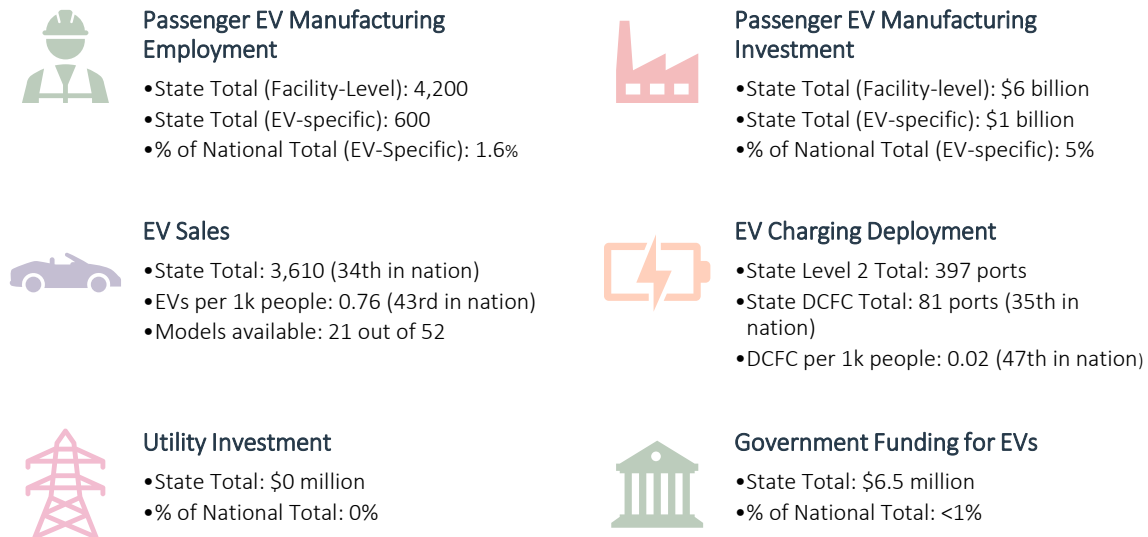 Passenger EV Manufacturing
Employment
•State Total (Facility-Level): 4,200
•State Total (EV-specific): 600
•% of National Total (EV-Specific): 1.6%
Passenger EV Manufacturing
Investment
•State Total (Facility-level): $6 billion
•State Total (EV-specific): $1 billion
•% of National Total (EV-specific): 5%
EV Sales
•State Total: 3,610 (34th in nation)
•EVs per 1k people: 0.76 (43rd in nation)
•Models available: 21 out of 52
EV Charging Deployment
•State Level 2 Total: 397 ports
•State DCFC Total: 81 ports (35th in
nation)
•DCFC per 1k people: 0.02 (47th in nation)
Utility Investment
•State Total: $0 million
•% of National Total: 0%
Government Funding for EVs
•State Total: $6.5 million
•% of National Total: <1%